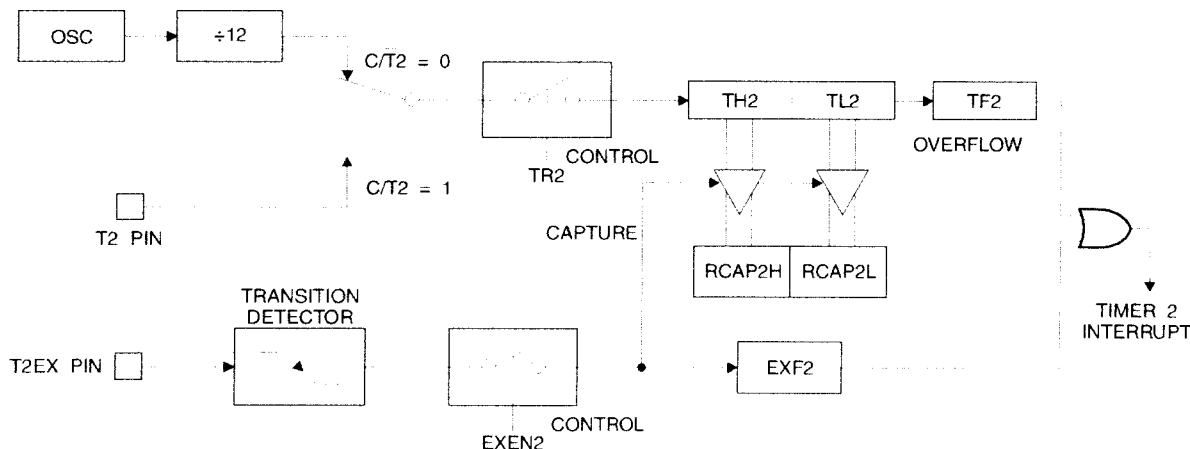 OSC
÷12
C/T2 = 0
TH2
TL2
TF2
CONTROL
OVERFLOW
TR2
C/T2 = 1
T2 PIN
CAPTURE
RCAP2H
RCAP2L
TRANSITION
DETECTOR
TIMER 2
INTERRUPT
T2EX PIN
EXF2
CONTROL
EXEN2